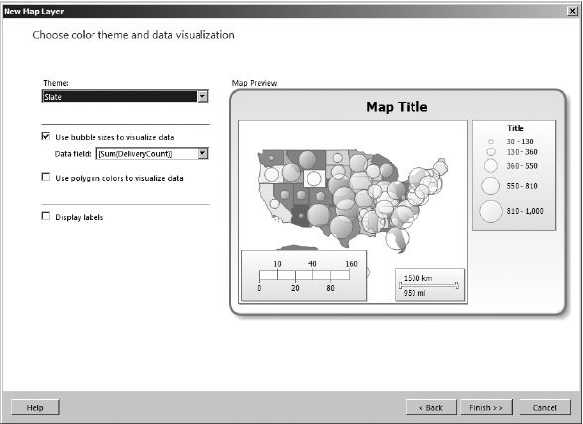 New Map Layer
Choose color theme and data visualization
Theme:
Slate
Use bubble sizes to visualize data
Data field: [Sum(DeliveryCount)]
Use polygon colors to visualize data
Display labels
Map Preview
Map Title
Title
30 - 130
130 - 360
360 - 550
550 - 810
810 - 1,000
10 40 160
0 20 80
1500 km
950 mi
Help
< Back
Finish >>
Cancel